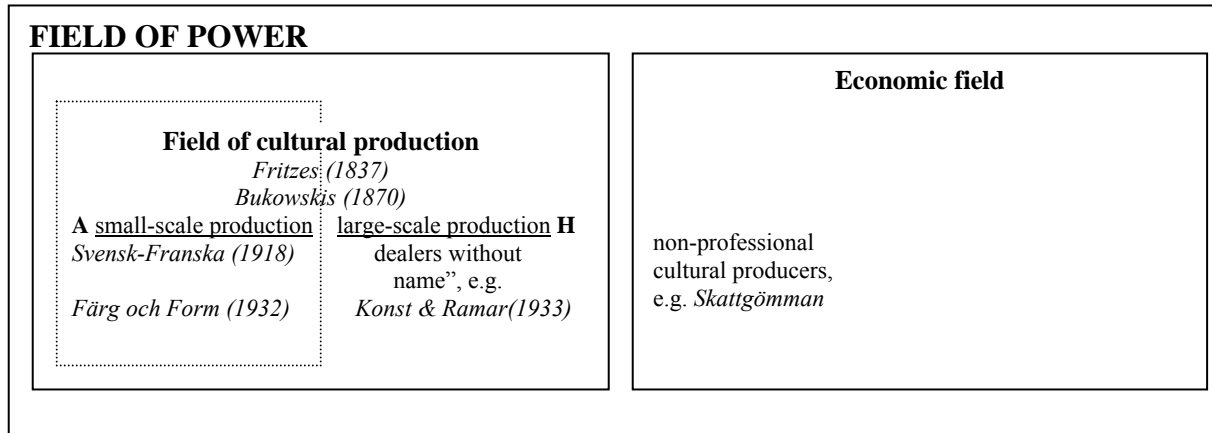 FIELD OF POWER
Field of cultural production
Fritzes (1837)
Bukowskis (1870)
A small-scale production
Svensk-Franska (1918)
Färg och Form (1932)
large-scale production H
dealers without
name”, e.g.
Konst & Ramar(1933)
Economic field
non-professional
cultural producers,
e.g. Skattgömman